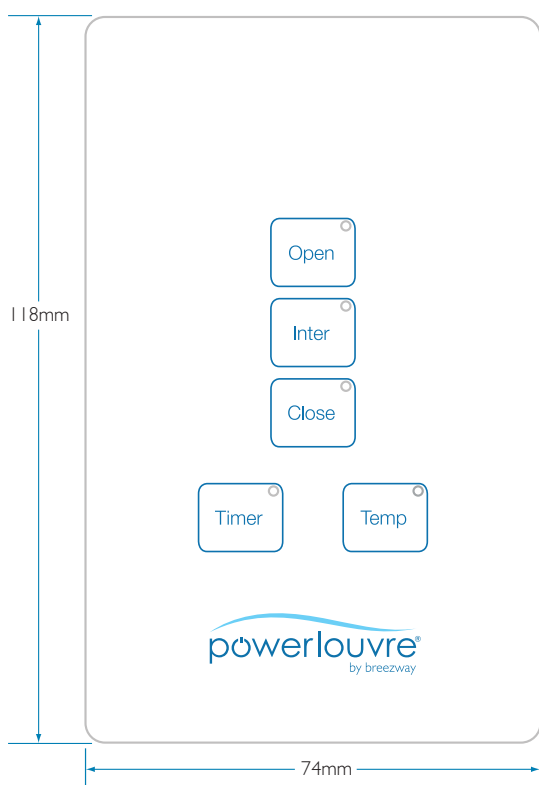 Open
Inter
118mm
Close
Timer
Temp
powerlouvre®
by breezway
74mm